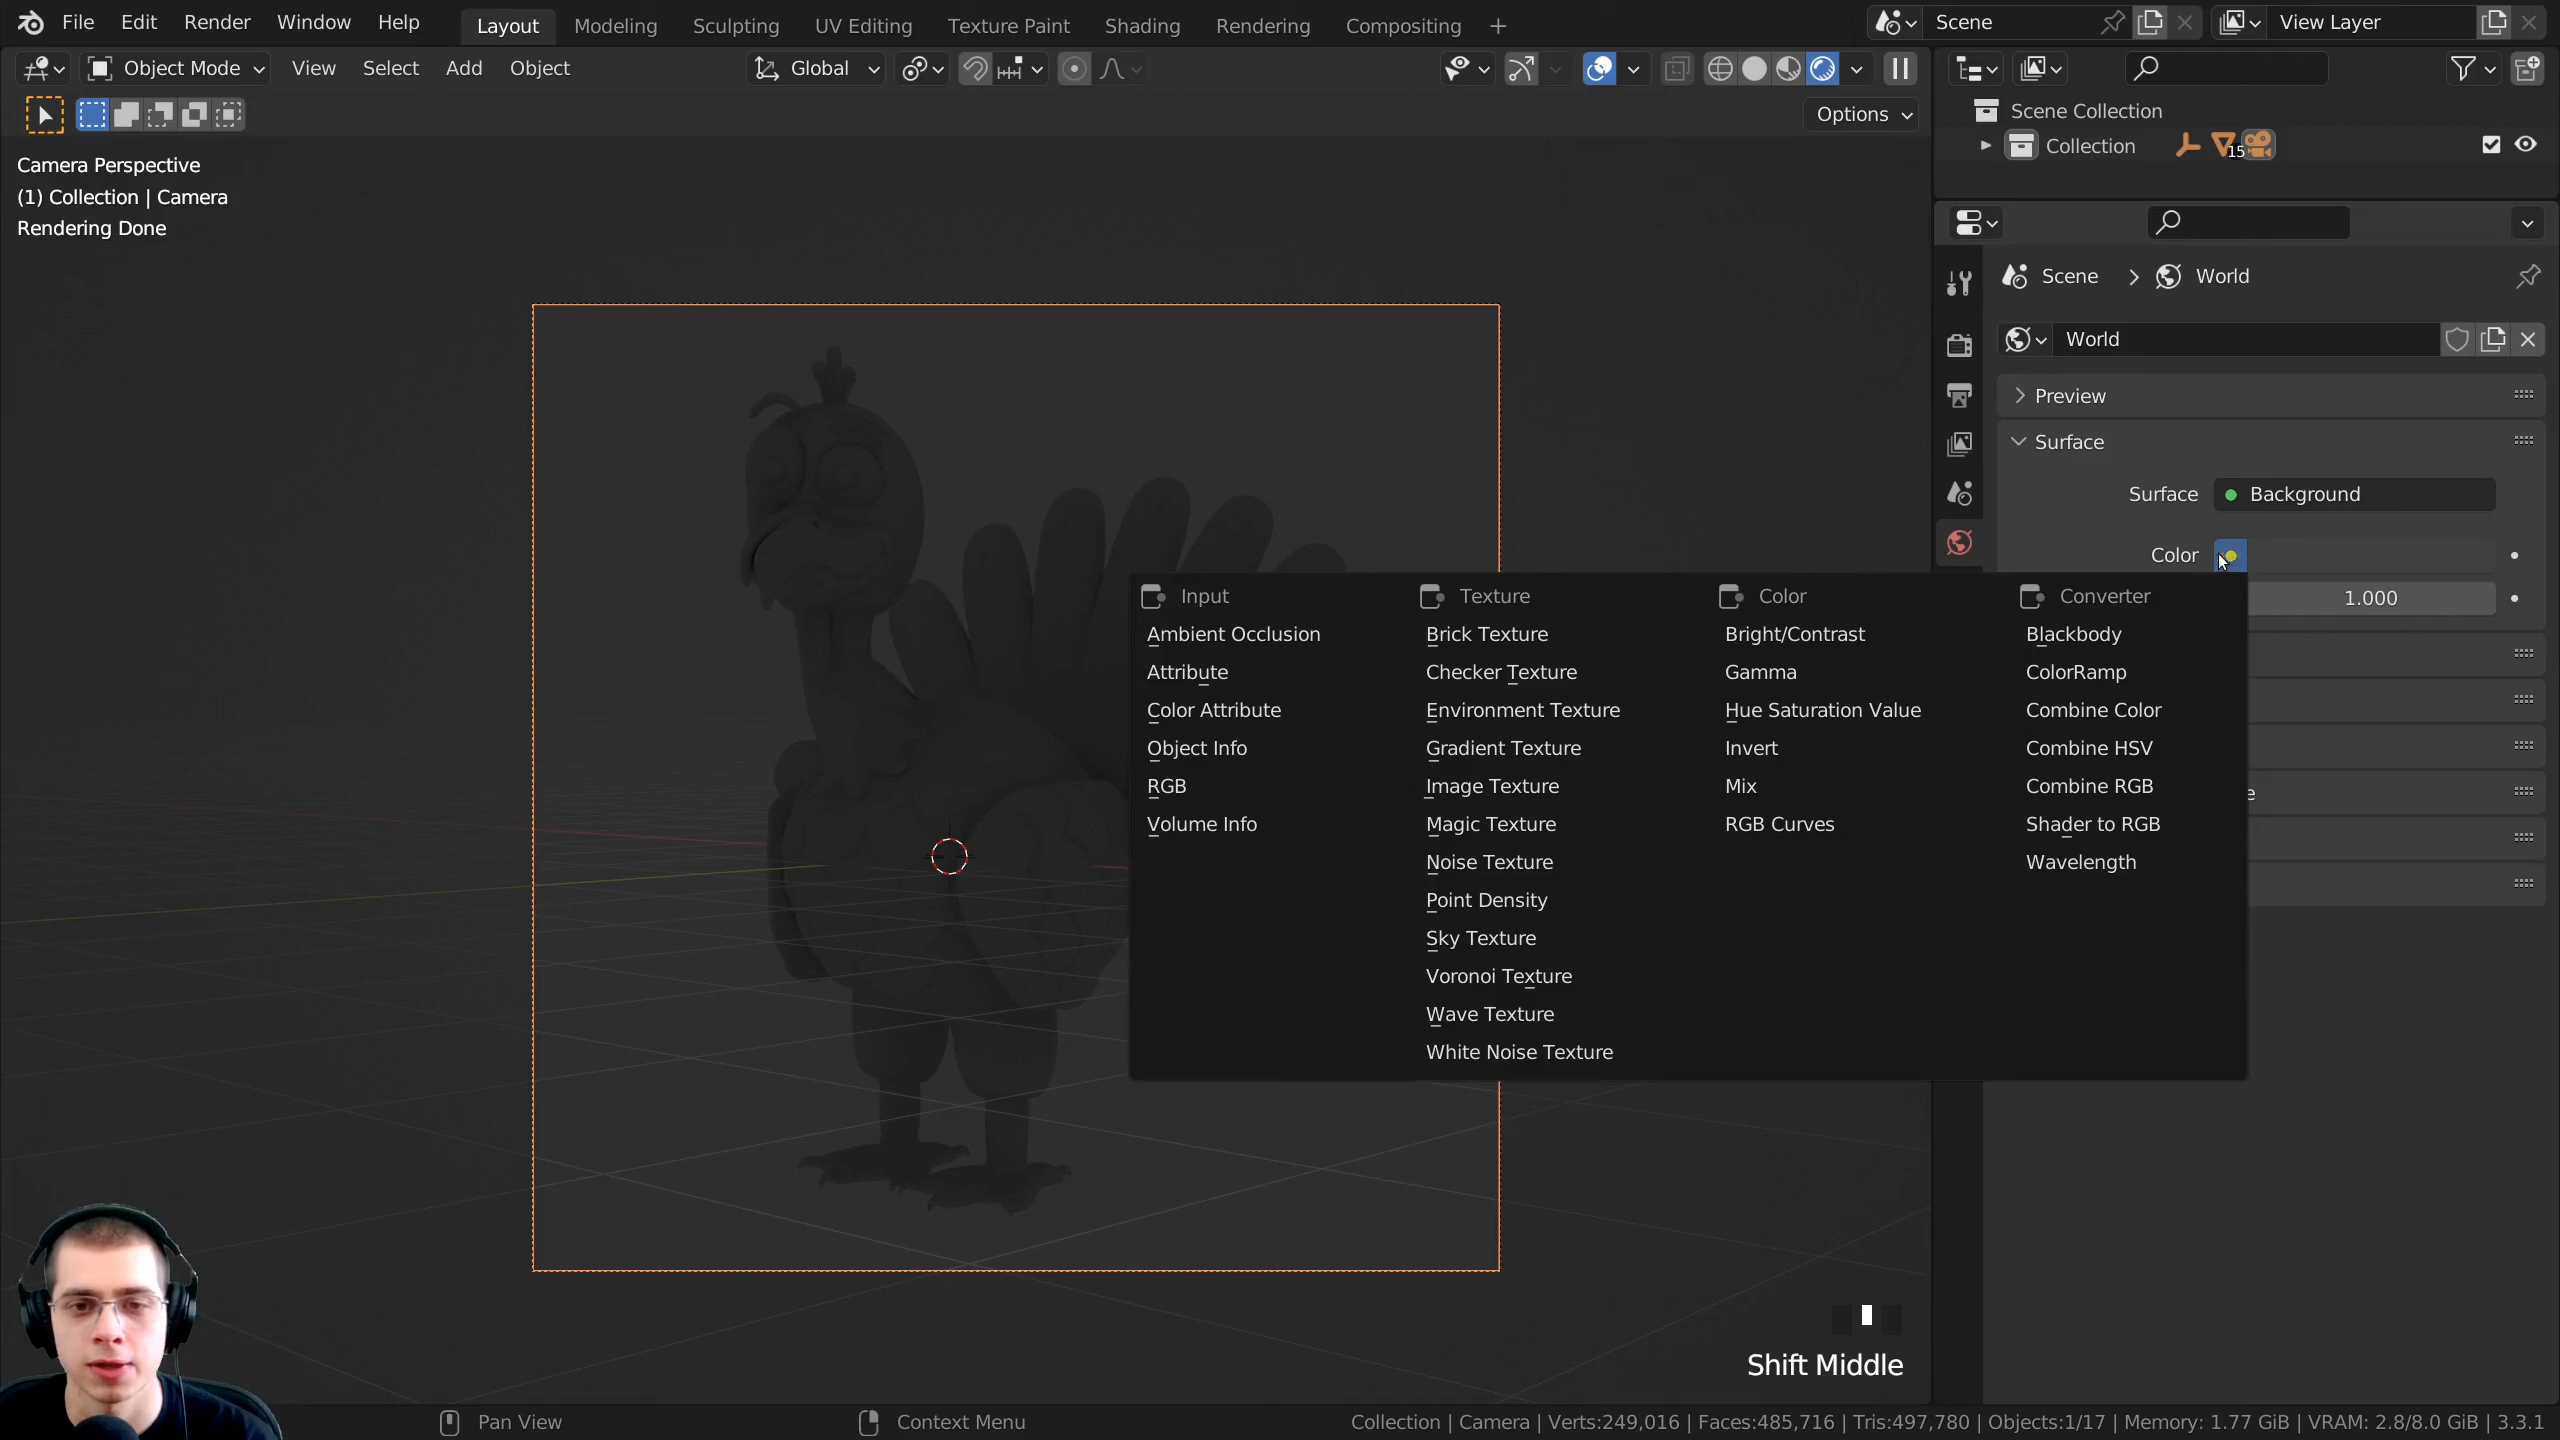 File Edit Render Window Help Layout Modeling Sculpting UV Editing Texture Paint Shading Rendering Compositing + Scene View Layer
Object Mode View Select Add Object Global
Options
Scene Collection
Collection 15
Camera Perspective
(1) Collection | Camera
Rendering Done
Scene World
World
Preview
Surface
Surface Background
Color
1.000
Input Texture Color Converter
Ambient Occlusion Brick Texture Bright/Contrast Blackbody
Attribute Checker Texture Gamma ColorRamp
Color Attribute Environment Texture Hue Saturation Value Combine Color
Object Info Gradient Texture Invert Combine HSV
RGB Image Texture Mix Combine RGB e
Volume Info Magic Texture RGB Curves Shader to RGB
Noise Texture Wavelength
Point Density
Sky Texture
Voronoi Texture
Wave Texture
White Noise Texture
Shift Middle
Pan View Context Menu Collection | Camera | Verts:249,016 | Faces:485,716 | Tris:497,780 | Objects:1/17 | Memory: 1.77 GiB | VRAM: 2.8/8.0 GiB | 3.3.1